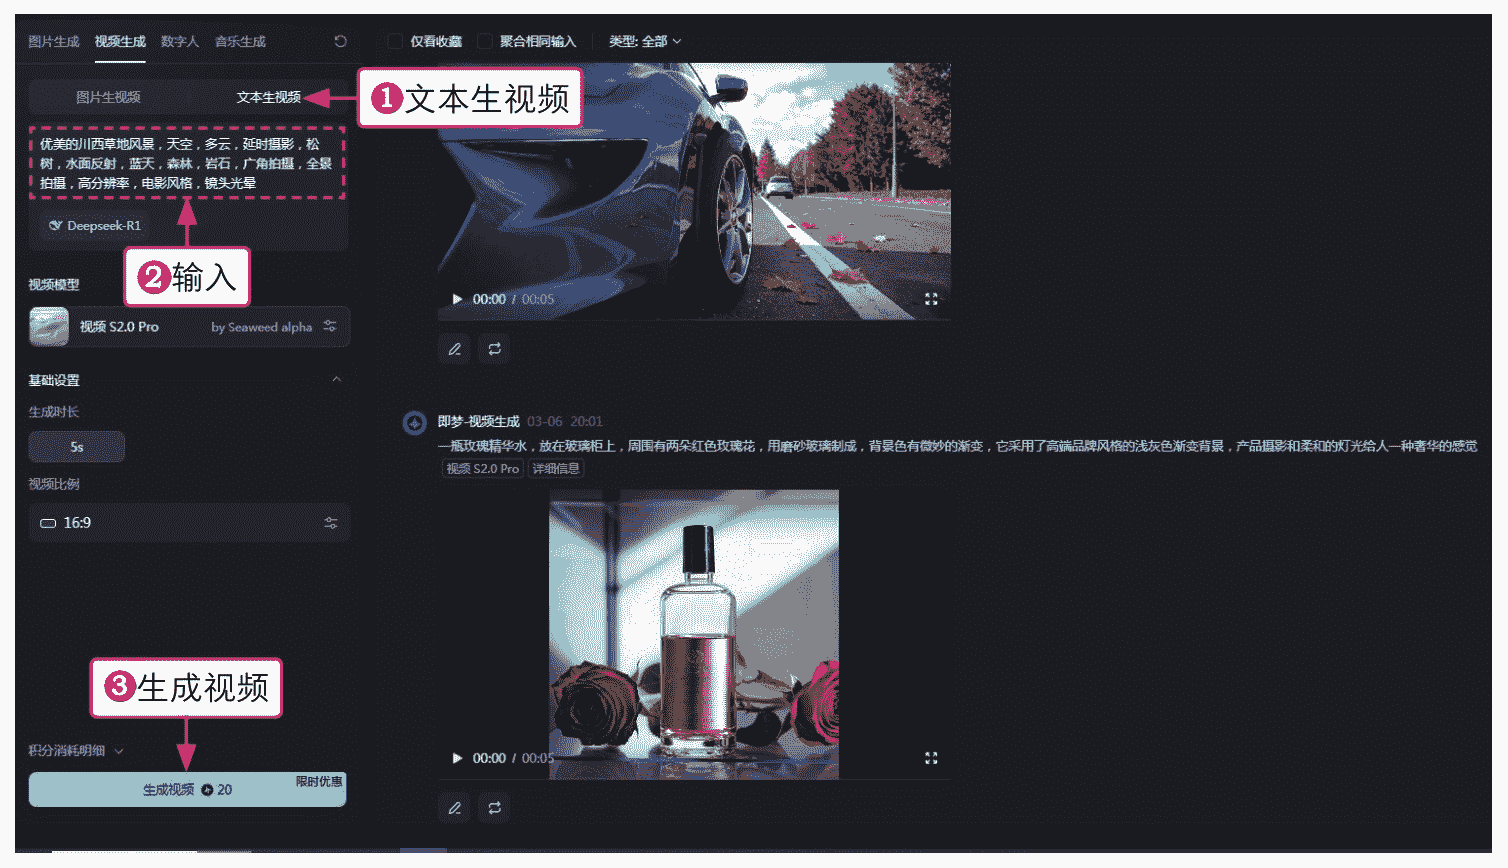 图片生成 视频生成 数字人 音乐生成
仅看收藏 聚合相同输入 类型: 全部
图片生视频 文本生视频
❶文本生视频
优美的川西草地风景，天空，多云，延时摄影，松
树，水面反射，蓝天，森林，岩石，广角拍摄，全景
拍摄，高分辨率，电影风格，镜头光晕
Deepseek-R1
❷输入
视频模型
视频 S2.0 Pro by Seaweed alpha
基础设置
生成时长
5s
视频比例
16:9
❸生成视频
积分消耗明细
生成视频 20 限时优惠
00:00 / 00:05
即梦-视频生成 03-06 20:01
一瓶玫瑰精华水，放在玻璃柜上，周围有两朵红色玫瑰花，用磨砂玻璃制成，背景色有微妙的渐变，它采用了高端品牌风格的浅灰色渐变背景，产品摄影和柔和的灯光给人一种奢华的感觉
视频 S2.0 Pro 详细信息
00:00 / 00:05